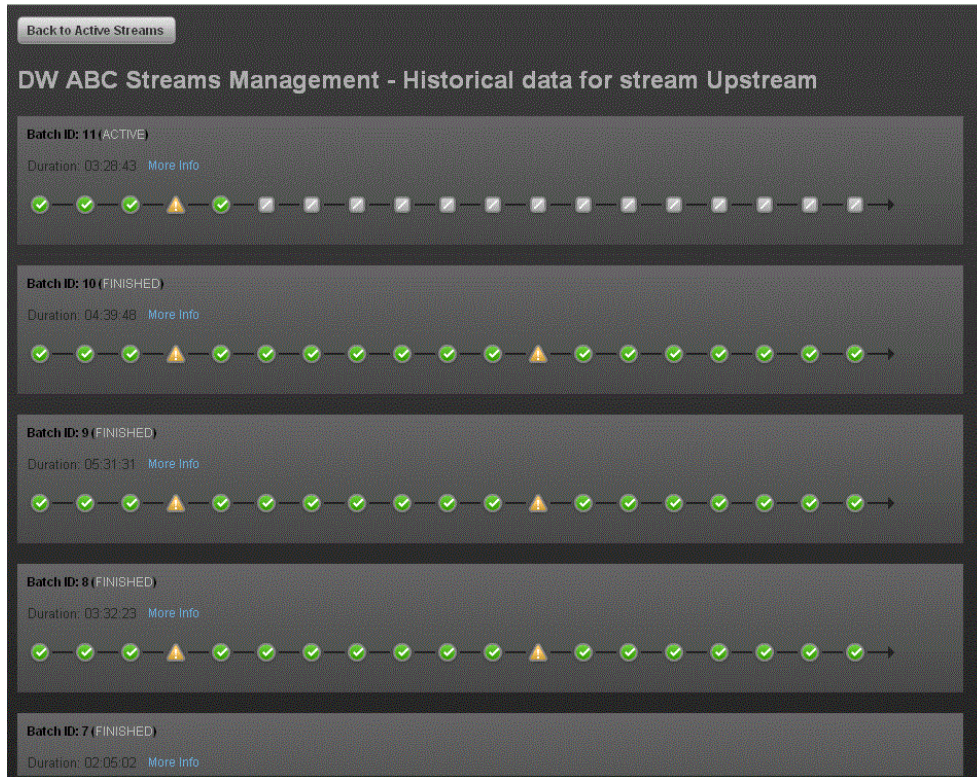 Back to Active Streams
DW ABC Streams Management - Historical data for stream Upstream
Batch ID: 11 (ACTIVE)
Duration: 03:28:43 More Info
Batch ID: 10 (FINISHED)
Duration: 04:39:48 More Info
Batch ID: 9 (FINISHED)
Duration: 05:31:31 More Info
Batch ID: 8 (FINISHED)
Duration: 03:32:23 More Info
Batch ID: 7 (FINISHED)
Duration: 02:05:02 More Info